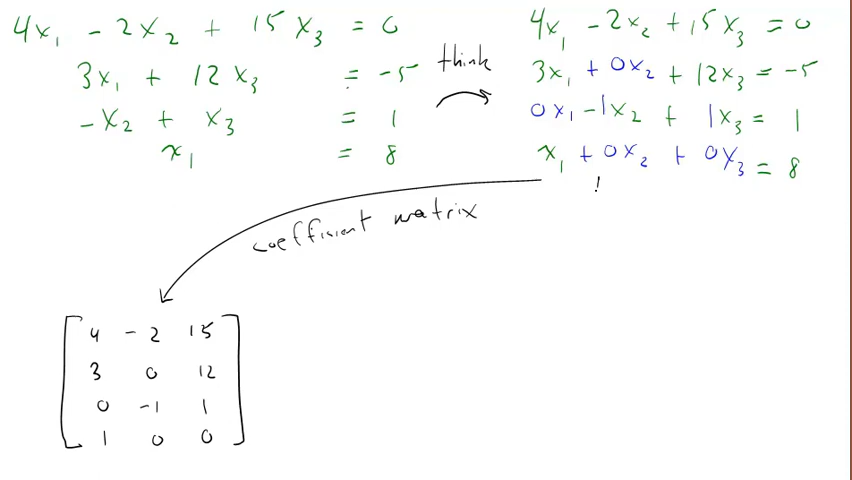 4x₁ - 2x₂ + 15x₃ = 0
3x₁ + 12x₃ = -5
-x₂ + x₃ = 1
x₁ = 8
think
4x₁ - 2x₂ + 15x₃ = 0
3x₁ + 0x₂ + 12x₃ = -5
0x₁ - 1x₂ + 1x₃ = 1
x₁ + 0x₂ + 0x₃ = 8
coeffisient matrix
4 -2 15
3 0 12
0 -1 1
1 0 0